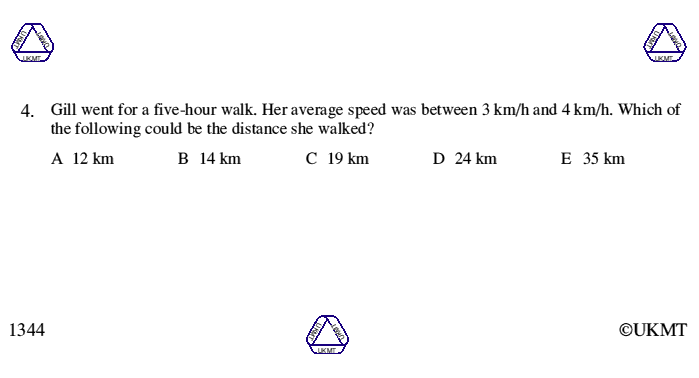 UKMT
UKMT
UKMT
UKMT
UKMT
UKMT
4. Gill went for a five-hour walk. Her average speed was between 3 km/h and 4 km/h. Which of
the following could be the distance she walked?
A 12 km B 14 km C 19 km D 24 km E 35 km
1344
UKMT
UKMT
UKMT
©UKMT